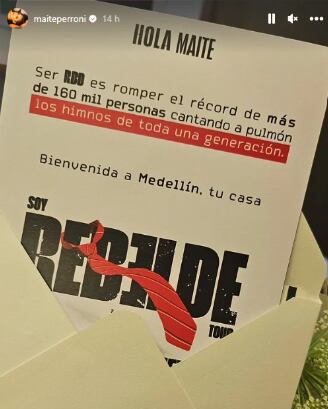 maiteperroni 14 h
HOLA MAITE
Ser RBD es romper el récord de más
de 160 mil personas cantando a pulmón
los himnos de toda una generación.
Bienvenida a Medellín, tu casa
SOY
REBELDE
TOUR